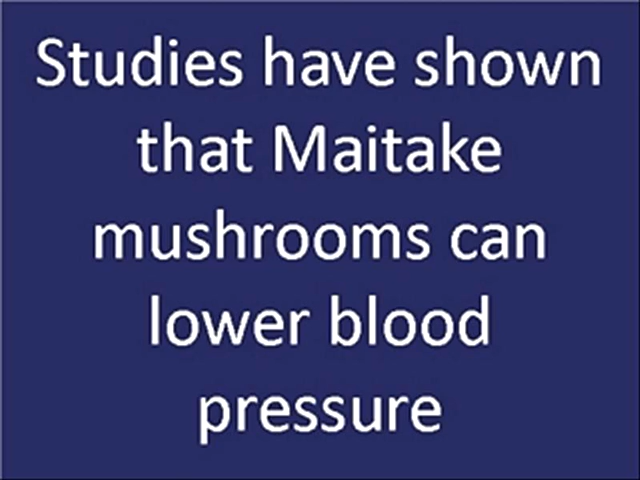 Studies have shown
that Maitake
mushrooms can
lower blood
pressure